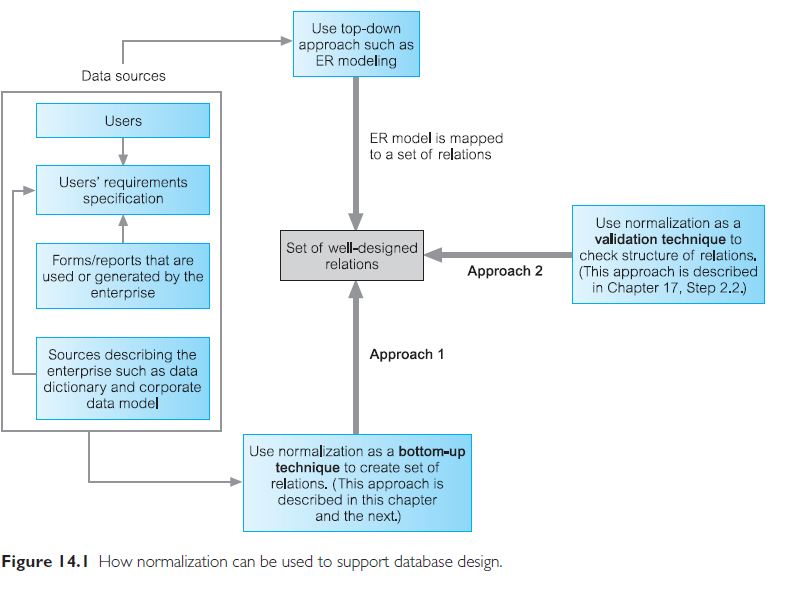 Use top-down
approach such as
ER modeling
Data sources
Users
Users’ requirements
specification
Forms/reports that are
used or generated by the
enterprise
Sources describing the
enterprise such as data
dictionary and corporate
data model
ER model is mapped
to a set of relations
Set of well-designed
relations
Approach 2
Use normalization as a
validation technique to
check structure of relations.
(This approach is described
in Chapter 17, Step 2.2.)
Approach 1
Use normalization as a bottom-up
technique to create set of
relations. (This approach is
described in this chapter
and the next.)
Figure 14.1 How normalization can be used to support database design.